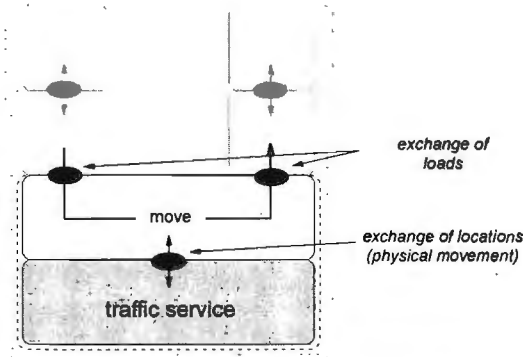 exchange of
loads
move
exchange of locations
(physical movement)
traffic service